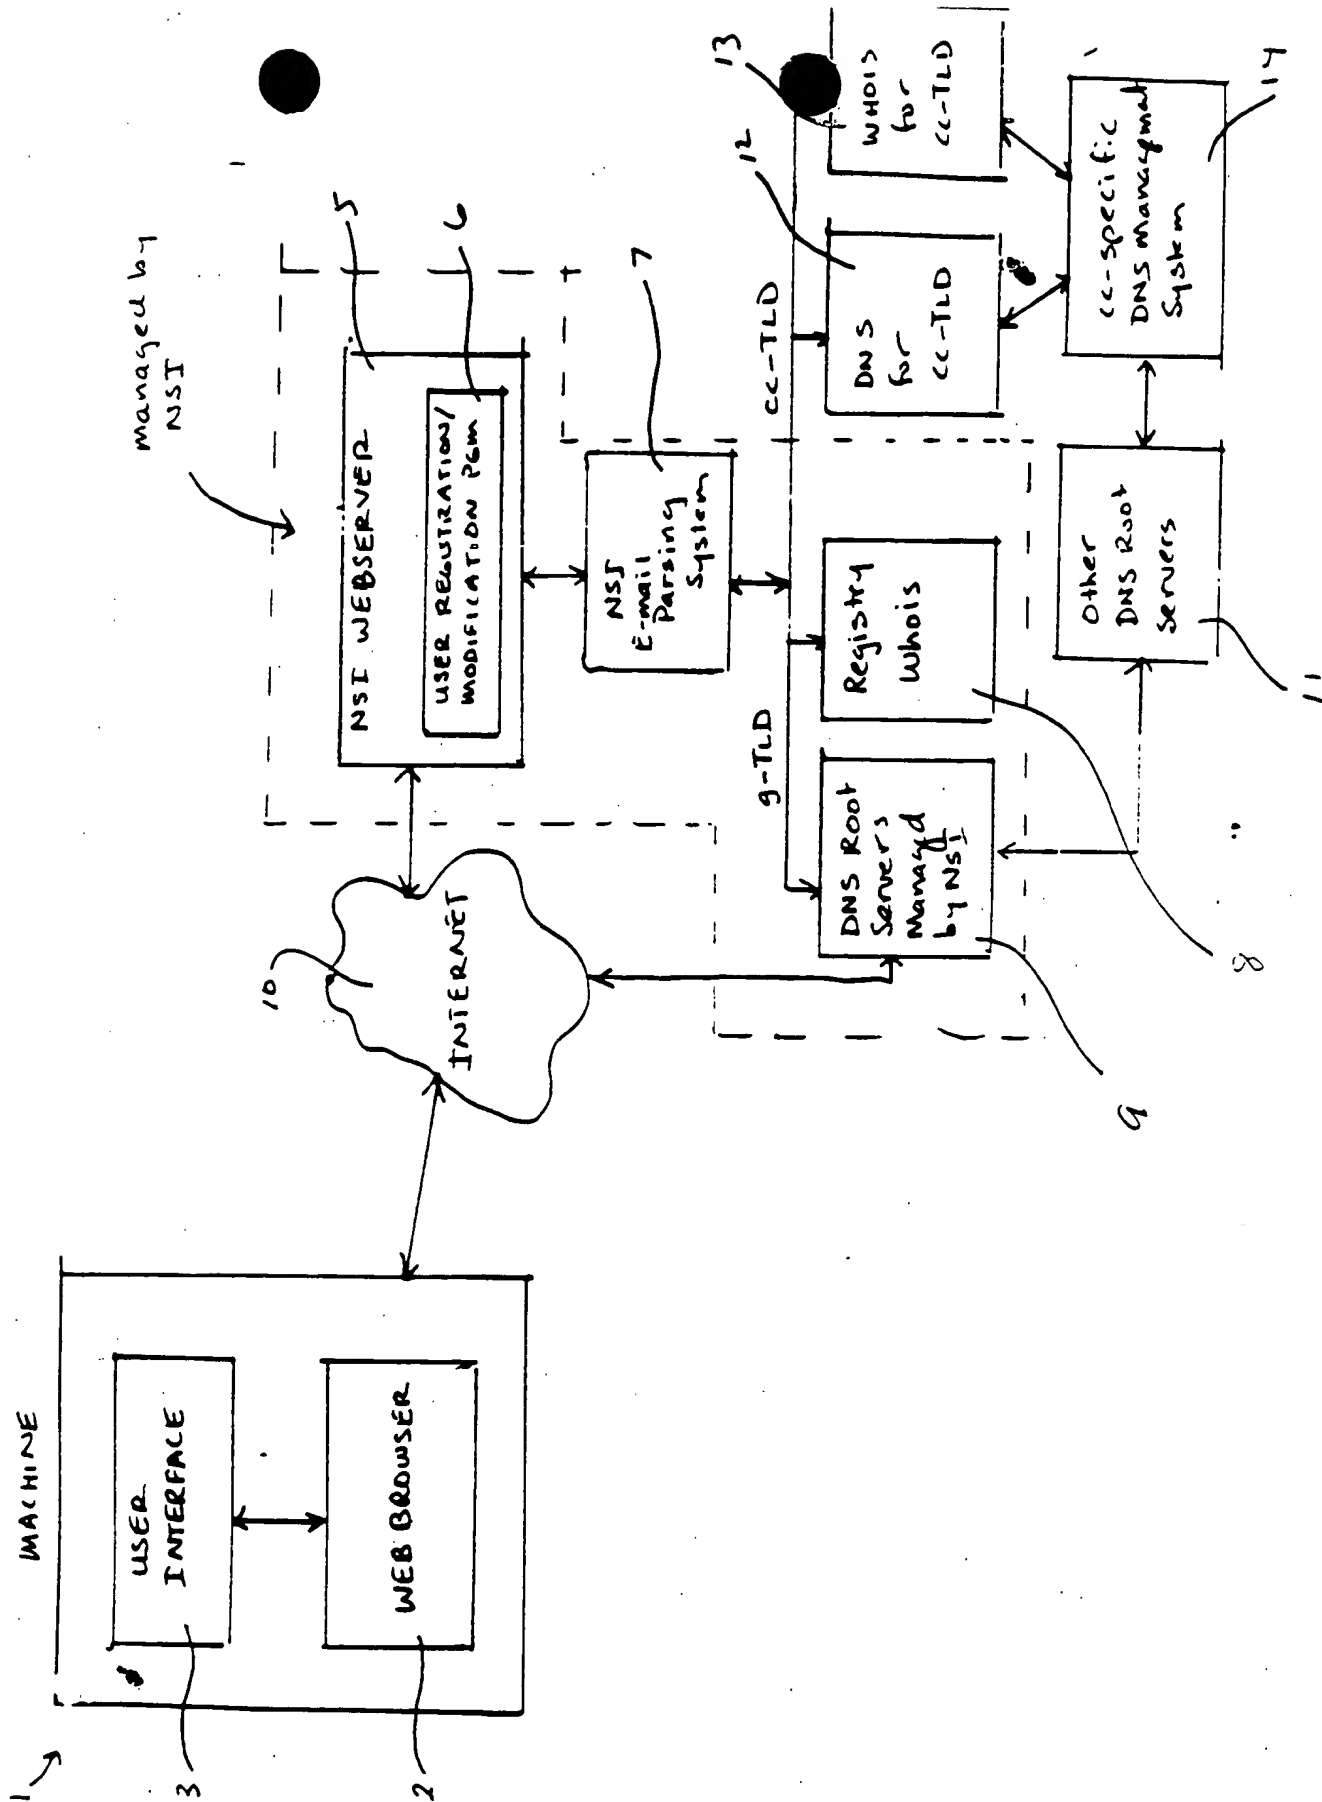 1
MACHINE
3
USER
INTERFACE
2
WEB BROWSER
10
INTERNET
managed by
NSI
5
NSI WEBSERVER
6
USER REGISTRATION/
MODIFICATION PGM
7
NSI
E-mail
Parsing
System
g-TLD
cc-TLD
DNS Root
Servers
Managed
by NSI
9
Registry
Whois
8
12
DNS
for
cc-TLD
13
WHOIS
for
cc-TLD
Other
DNS Root
Servers
11
cc-specific
DNS Managmat
System
14